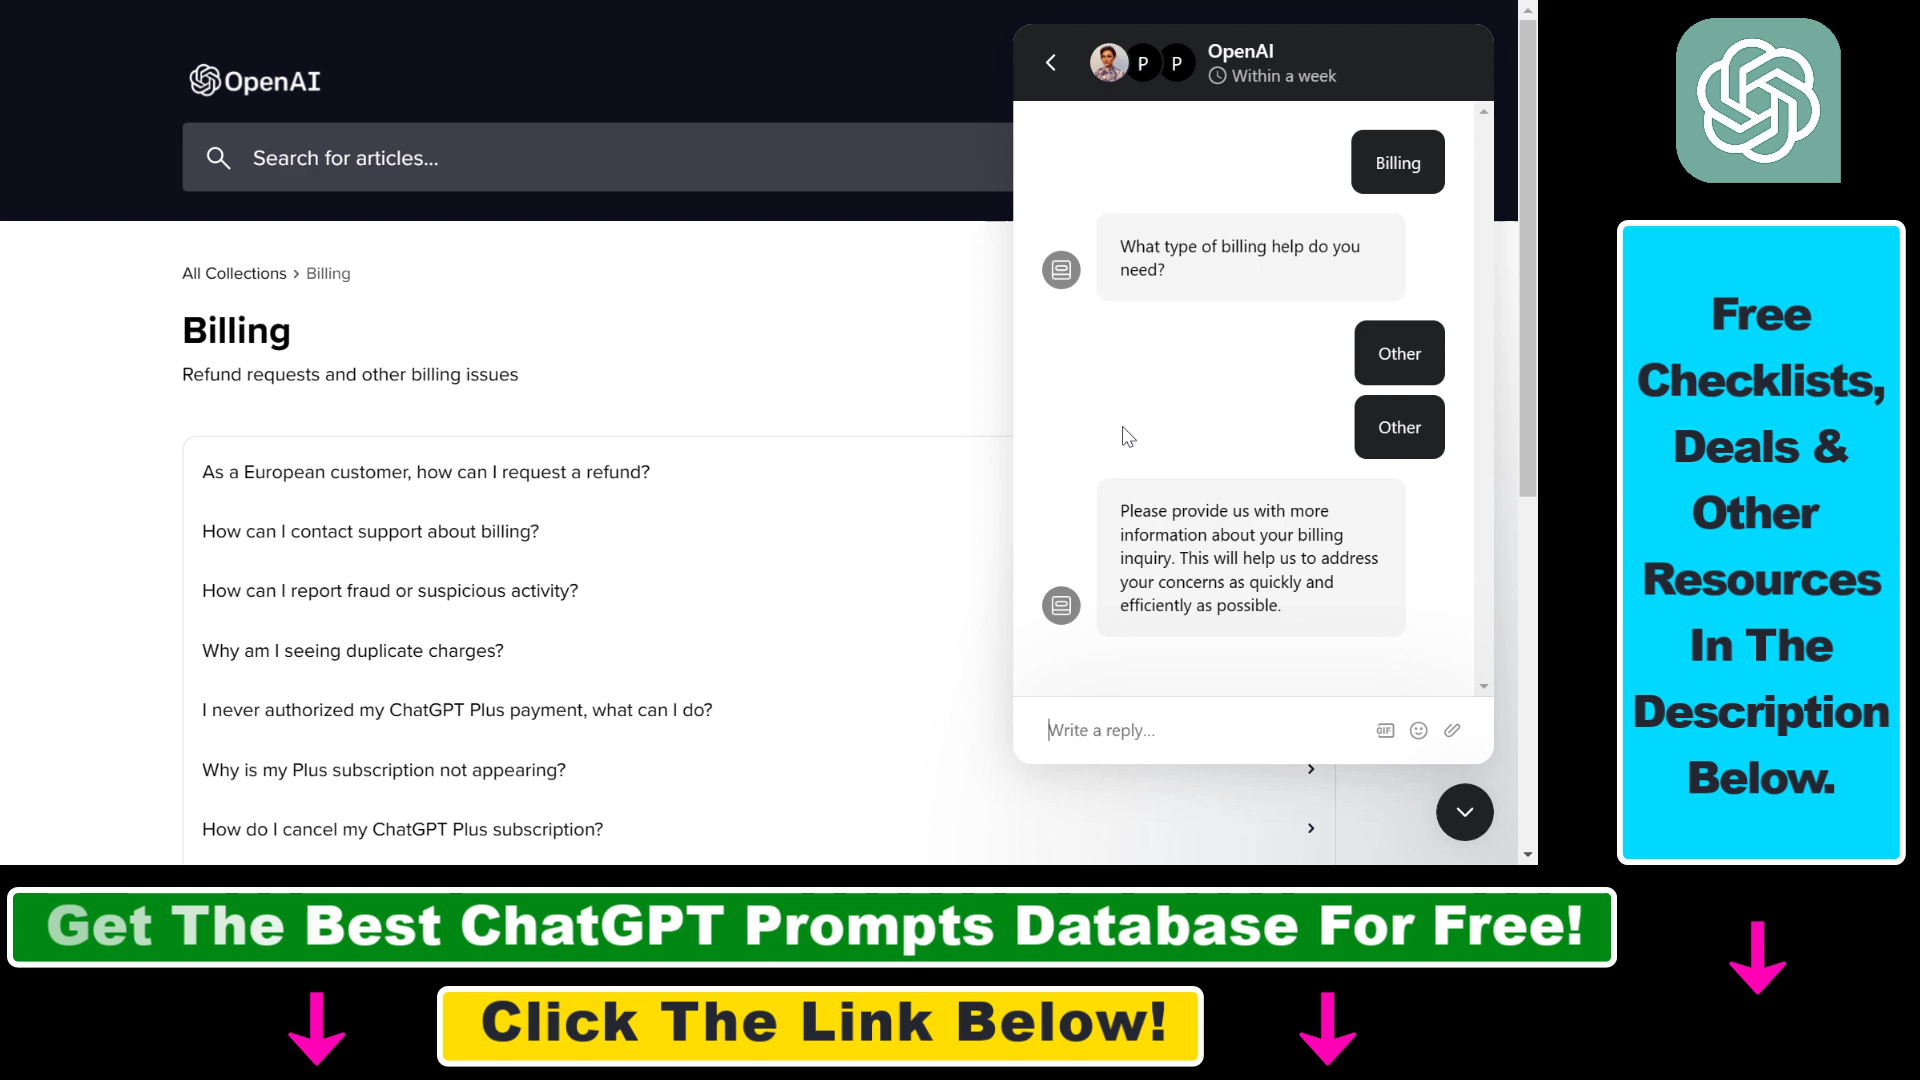 OpenAI
Search for articles...
All Collections > Billing
Billing
Refund requests and other billing issues
As a European customer, how can I request a refund?
How can I contact support about billing?
How can I report fraud or suspicious activity?
Why am I seeing duplicate charges?
I never authorized my ChatGPT Plus payment, what can I do?
Why is my Plus subscription not appearing?
How do I cancel my ChatGPT Plus subscription?
P
P
OpenAI
Within a week
Billing
What type of billing help do you
need?
Other
Other
Please provide us with more
information about your billing
inquiry. This will help us to address
your concerns as quickly and
efficiently as possible.
Write a reply...
GIF
Free
Checklists,
Deals &
Other
Resources
In The
Description
Below.
Get The Best ChatGPT Prompts Database For Free!
Click The Link Below!